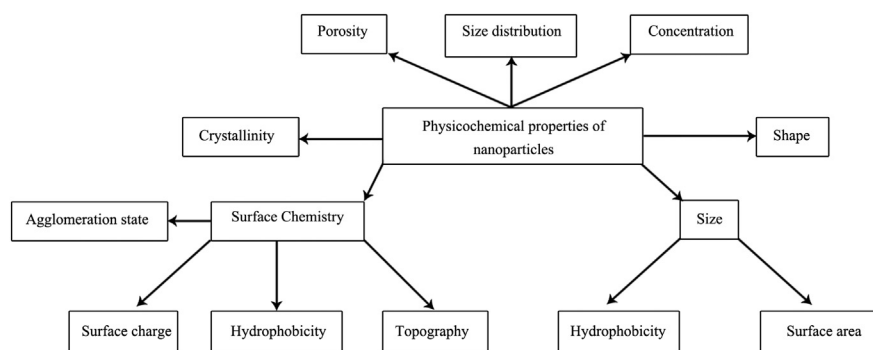 Porosity
Size distribution
Concentration
Crystallinity
Physicochemical properties of
nanoparticles
Shape
Agglomeration state
Surface Chemistry
Size
Surface charge
Hydrophobicity
Topography
Hydrophobicity
Surface area